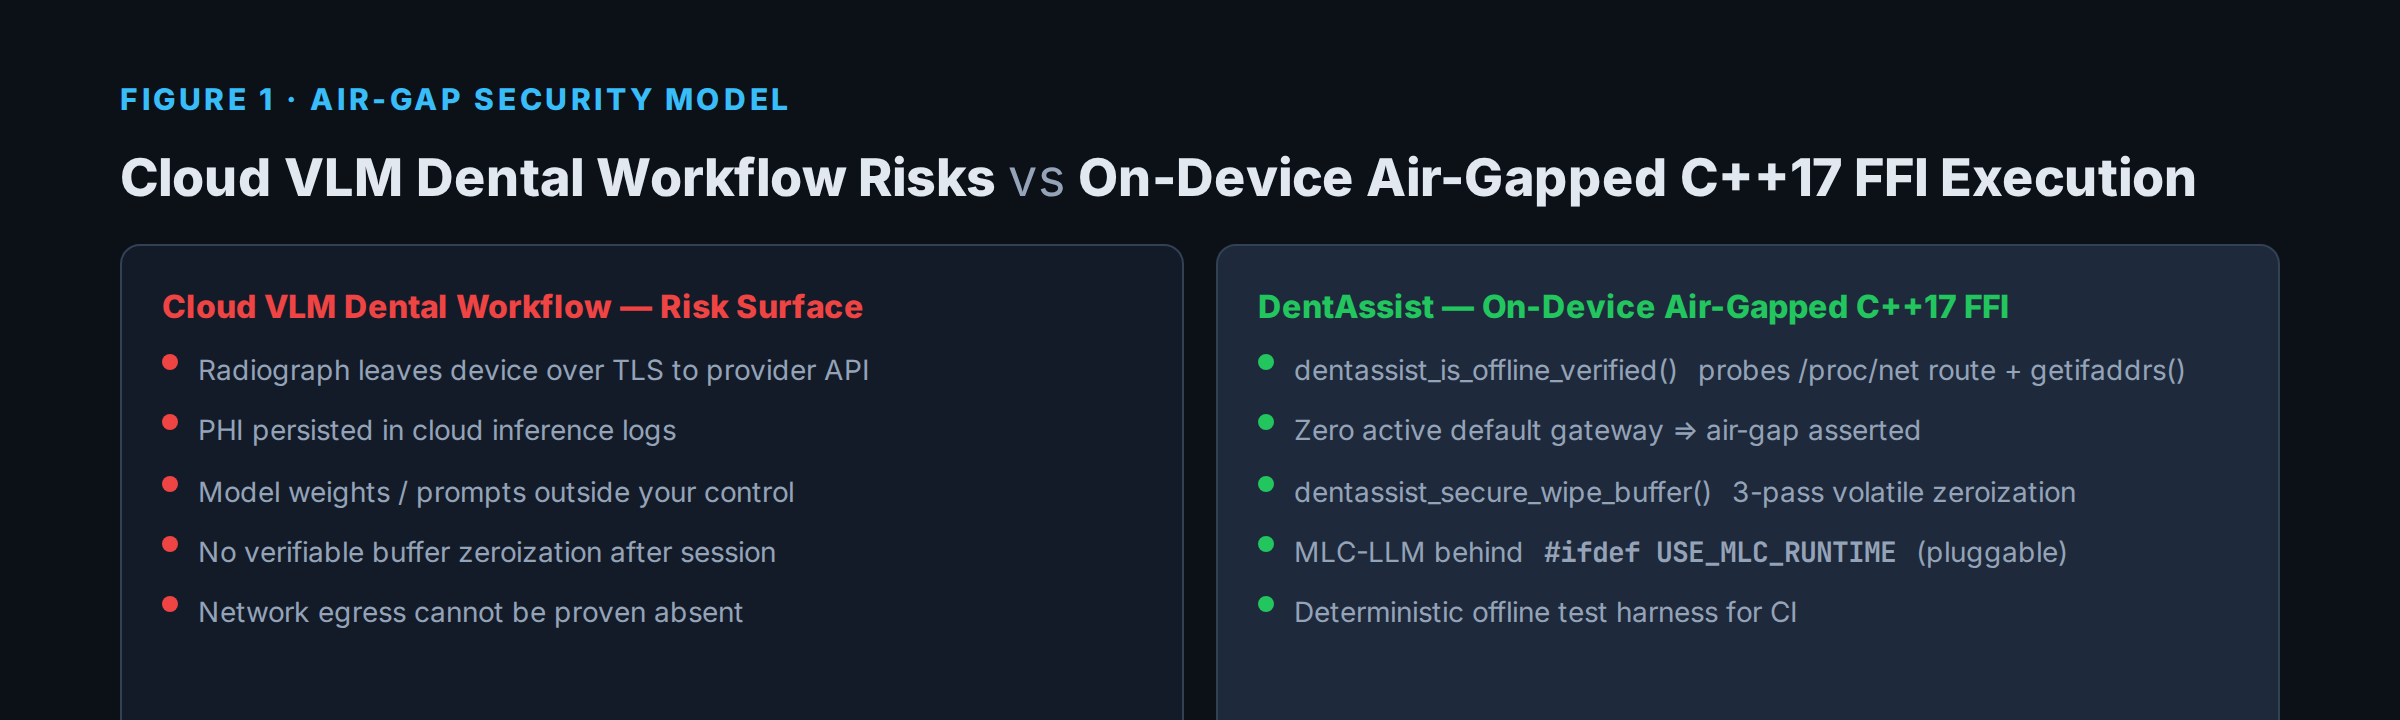 FIGURE 1 · AIR-GAP SECURITY MODEL
Cloud VLM Dental Workflow Risks vs On-Device Air-Gapped C++17 FFI Execution
Cloud VLM Dental Workflow — Risk Surface
Radiograph leaves device over TLS to provider API
PHI persisted in cloud inference logs
Model weights / prompts outside your control
No verifiable buffer zeroization after session
Network egress cannot be proven absent
DentAssist — On-Device Air-Gapped C++17 FFI
dentassist_is_offline_verified() probes /proc/net route + getifaddrs()
Zero active default gateway ⇒ air-gap asserted
dentassist_secure_wipe_buffer() 3-pass volatile zeroization
MLC-LLM behind #ifdef USE_MLC_RUNTIME (pluggable)
Deterministic offline test harness for CI